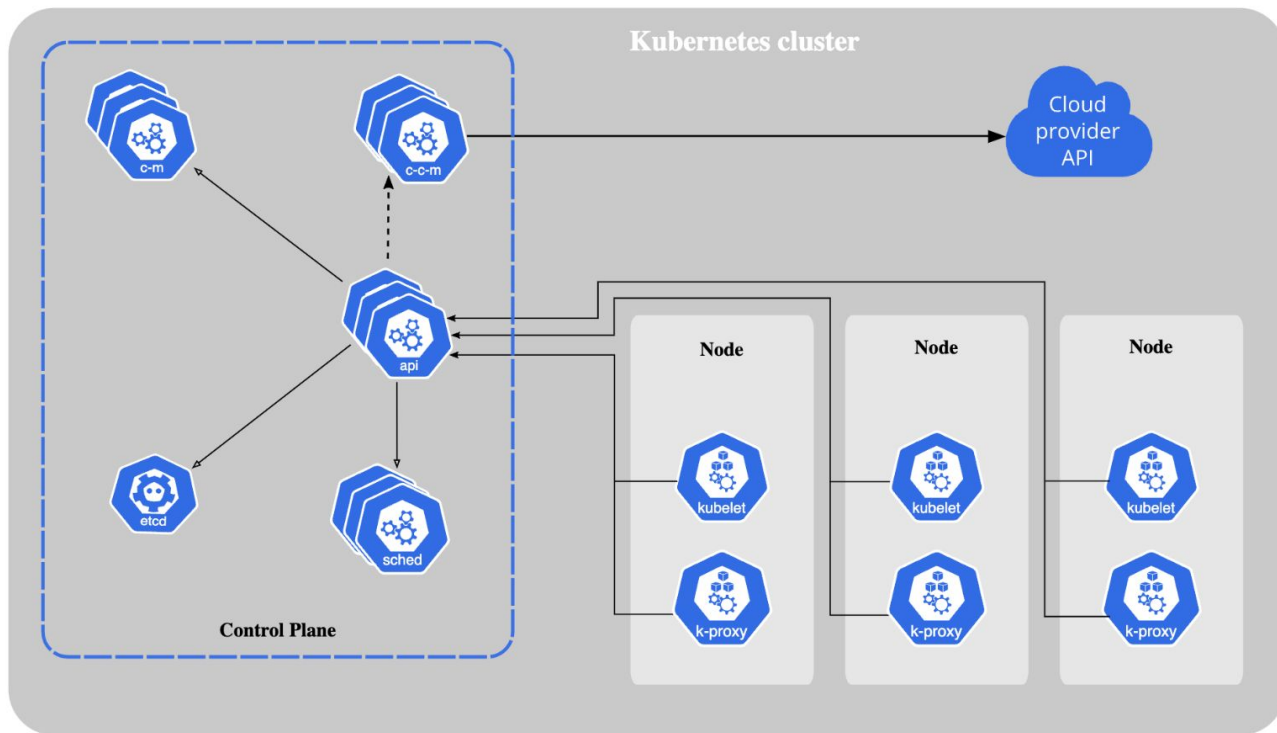 Kubernetes cluster
c-m
c-c-m
Cloud
provider
API
api
etcd
sched
Control Plane
Node
kubelet
k-proxy
Node
kubelet
k-proxy
Node
kubelet
k-proxy